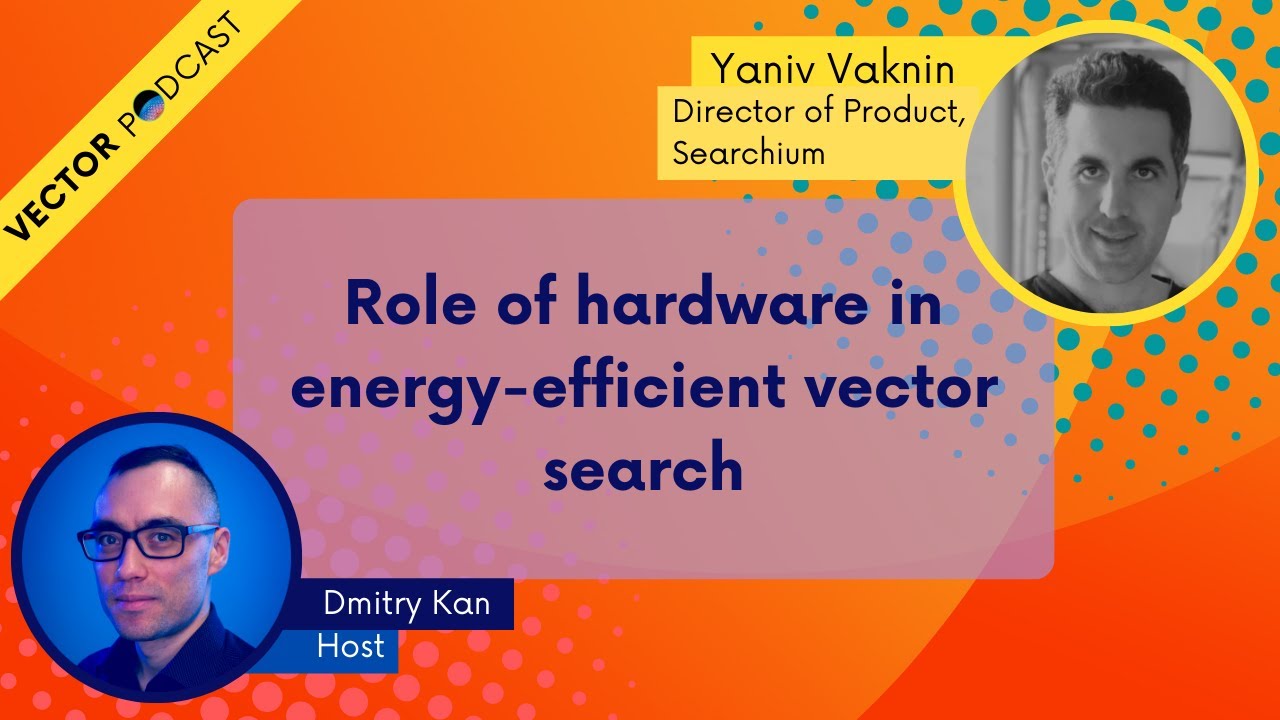 VECTOR PODCAST
Yaniv Vaknin
Director of Product,
Searchium
Role of hardware in
energy-efficient vector
search
Dmitry Kan
Host